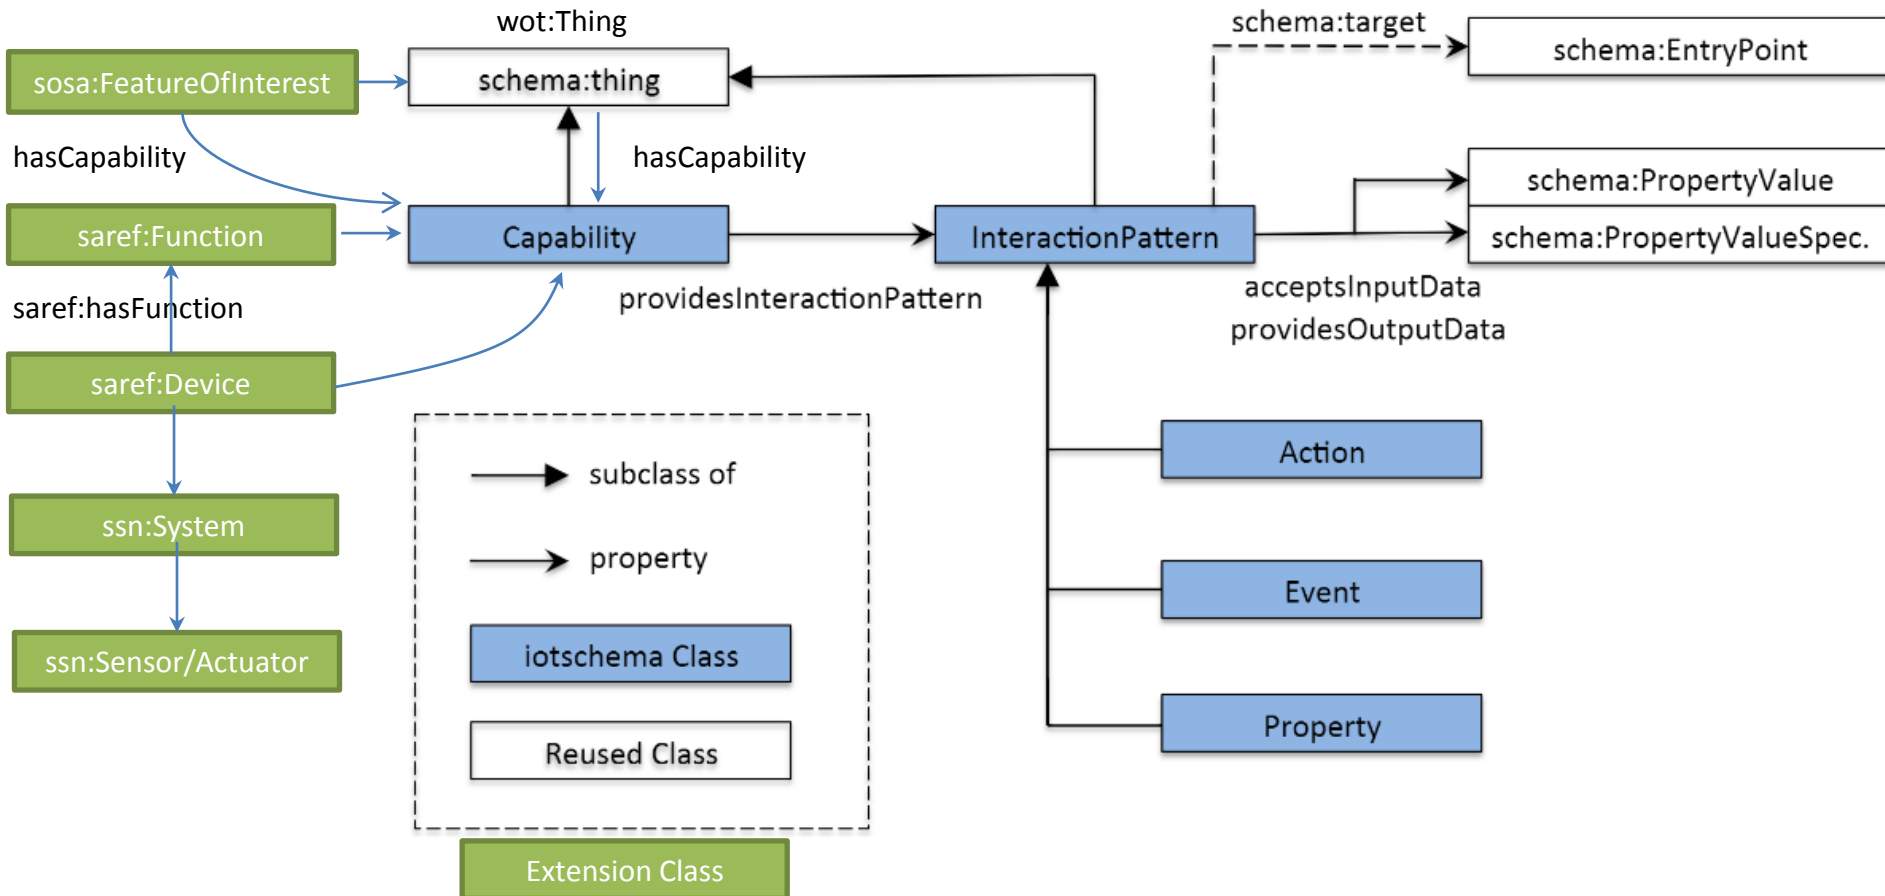 wot:Thing
schema:target
sosa:FeatureOfInterest
schema:thing
schema:EntryPoint
hasCapability
hasCapability
schema:PropertyValue
saref:Function
Capability
InteractionPattern
schema:PropertyValueSpec.
saref:hasFunction
providesInteractionPattern
acceptsInputData
providesOutputData
saref:Device
subclass of
Action
ssn:System
property
Event
ssn:Sensor/Actuator
iotschema Class
Property
Reused Class
Extension Class